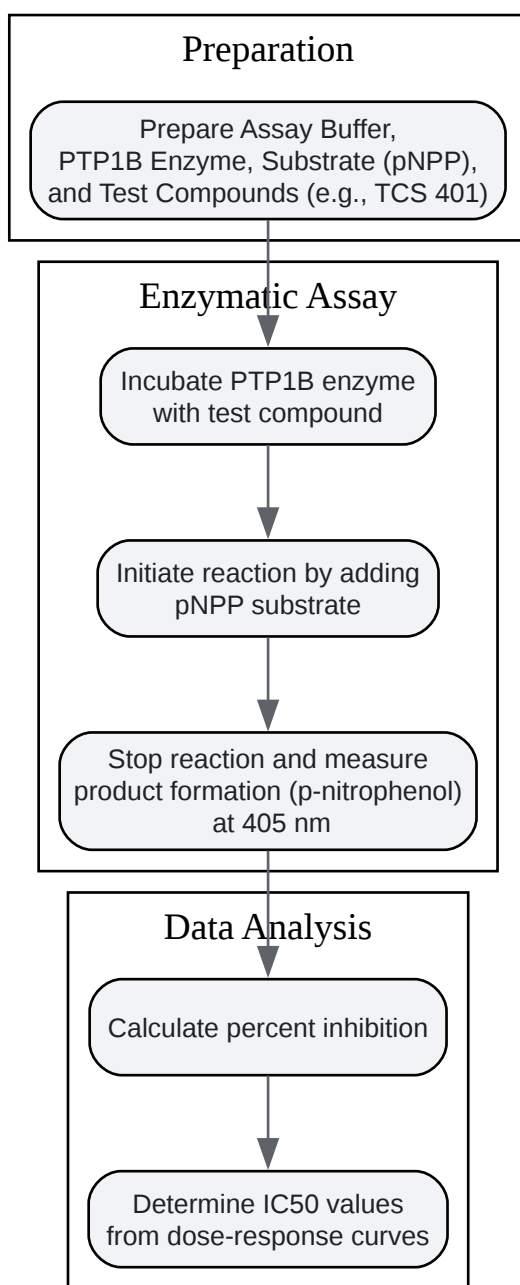 Preparation
Prepare Assay Buffer,
PTP1B Enzyme, Substrate (pNPP),
and Test Compounds (e.g., TCS 401)
Enzymatic Assay
Incubate PTP1B enzyme
with test compound
Initiate reaction by adding
pNPP substrate
Stop reaction and measure
product formation (p-nitrophenol)
at 405 nm
Data Analysis
Calculate percent inhibition
Determine IC50 values
from dose-response curves